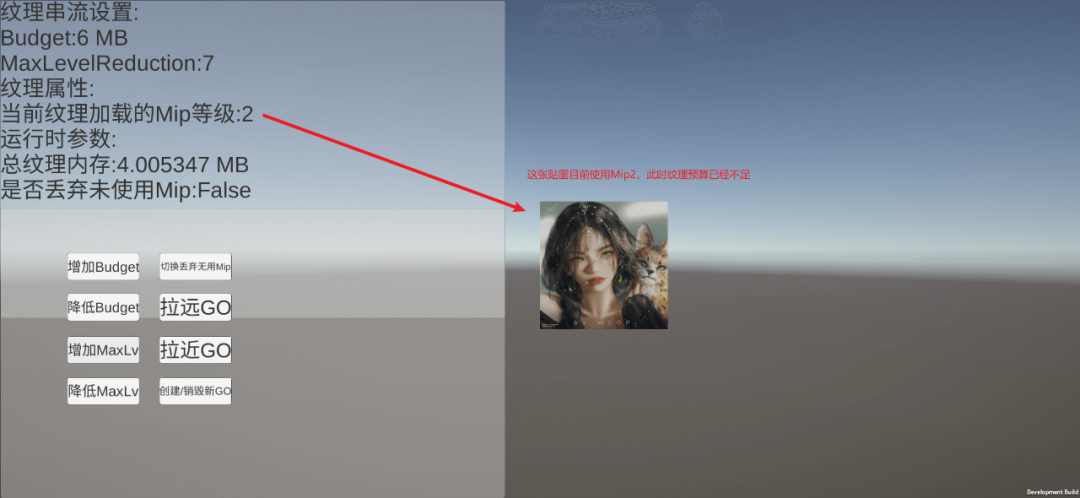 纹理串流设置:
Budget:6 MB
MaxLevelReduction:7
纹理属性:
当前纹理加载的Mip等级:2
运行时参数:
总纹理内存:4.005347 MB
是否丢弃未使用Mip:False
这张贴图目前使用Mip2，此时纹理预算已经不足
增加Budget
切换丢弃无用Mip
降低Budget
拉远GO
增加MaxLv
拉近GO
降低MaxLv
创建/销毁新GO
Development Build